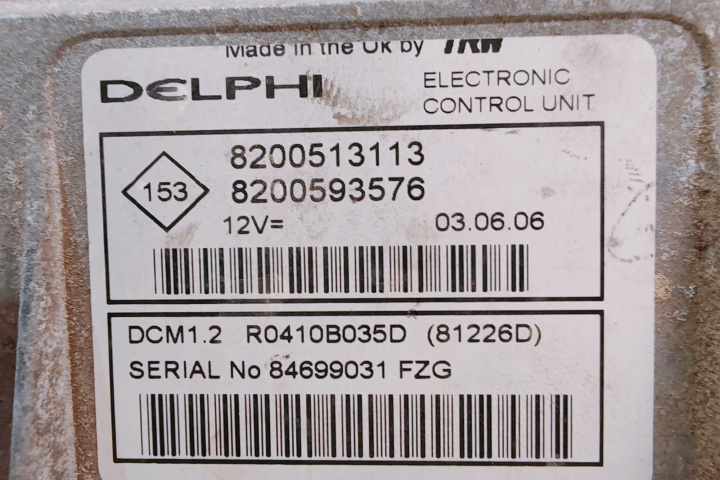 Made in the UK by TRW
DELPHI
ELECTRONIC
CONTROL UNIT
153
8200513113
8200593576
12V=
03.06.06
DCM1.2 R0410B035D (81226D)
SERIAL No 84699031 FZG